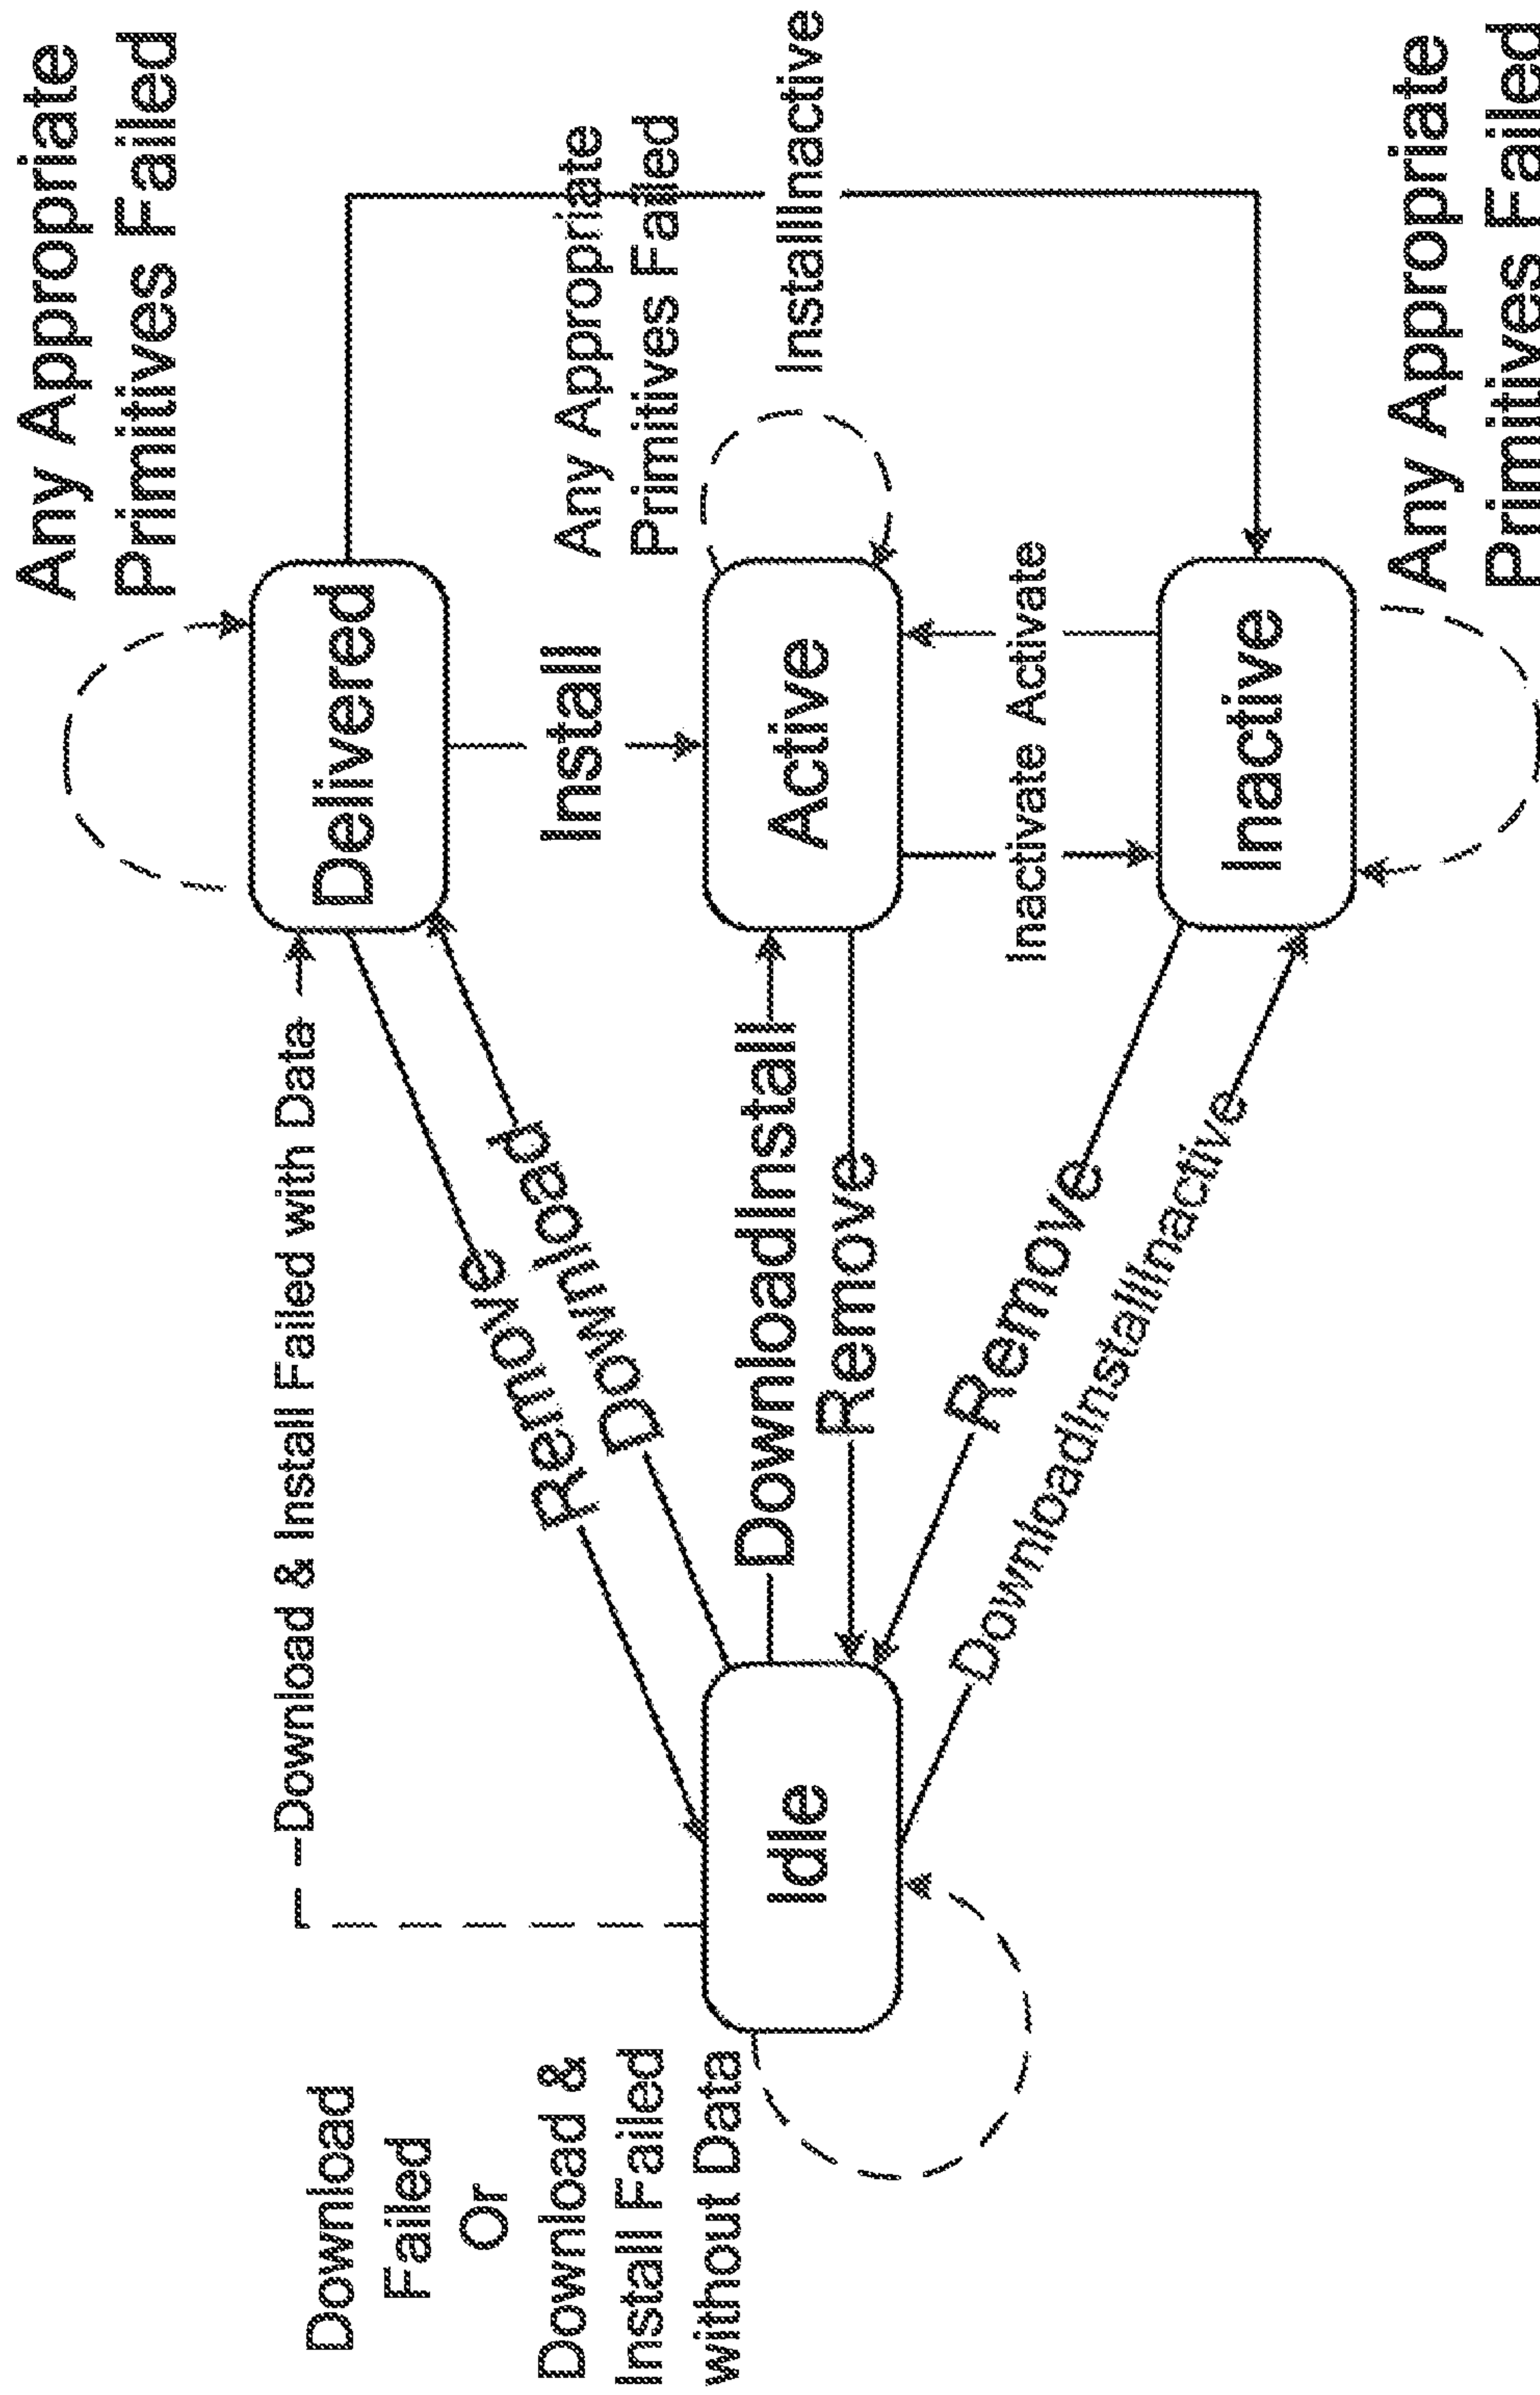 Any Appropriate
Primitives Failed
Delivered
Download & Install Failed with Data
Remove
Download
Install
Any Appropriate
Primitives Failed
InstallInactive
Download
Failed
Or
Download &
Install Failed
without Data
Idle
DownloadInstall
Remove
Active
Inactivate Activate
Remove
DownloadInstallInactive
Inactive
Any Appropriate
Primitives Failed